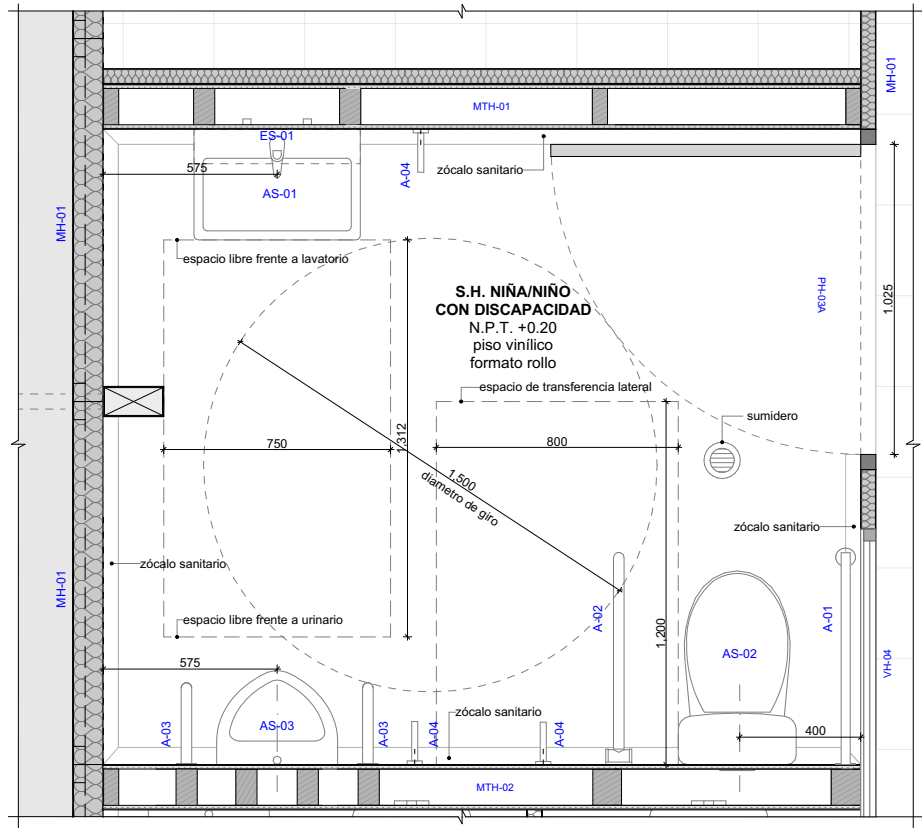 MTH-01
MH-01
ES-01
575
AS-01
A-04
zócalo sanitario
MH-01
espacio libre frente a lavatorio
S.H. NIÑA/NIÑO
CON DISCAPACIDAD
N.P.T. +0.20
piso vinílico
formato rollo
PH-03A
1.025
espacio de transferencia lateral
sumidero
750
1,312
800
1,500
diametro de giro
zócalo sanitario
zócalo sanitario
MH-01
espacio libre frente a urinario
A-02
1,200
AS-02
A-01
VH-04
575
A-03
AS-03
A-03
A-04
zócalo sanitario
A-04
400
MTH-02